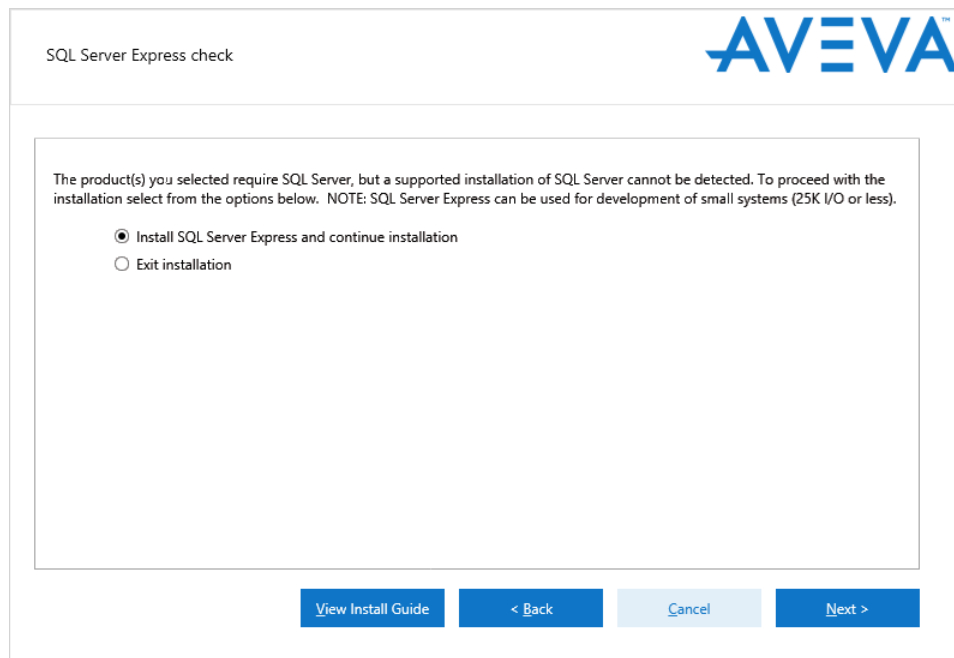 SQL Server Express check
AVEVA™
The product(s) you selected require SQL Server, but a supported installation of SQL Server cannot be detected. To proceed with the
installation select from the options below.  NOTE: SQL Server Express can be used for development of small systems (25K I/O or less).
Install SQL Server Express and continue installation
Exit installation
View Install Guide
< Back
Cancel
Next >